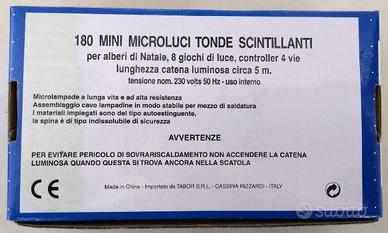 180 MINI MICROLUCI TONDE SCINTILLANTI
per alberi di Natale, 8 giochi di luce, controller 4 vie
lunghezza catena luminosa circa 5 m.
tensione nom. 230 volts 50 Hz - uso interno
Microlampade a lunga vita e ad alta resistenza
Assemblaggio cavo lampadine in modo stabile per mezzo di saldatura
I materiali impiegati sono del tipo autoestinguente,
la spina è di tipo indissolubile di sicurezza
AVVERTENZE
PER EVITARE PERICOLO DI SOVRARISCALDAMENTO NON ACCENDERE LA CATENA
LUMINOSA QUANDO QUESTA SI TROVA ANCORA NELLA SCATOLA
CE
Made in China - Importato da TABOR S.R.L. - CASSINA RIZZARDI - ITALY
subito